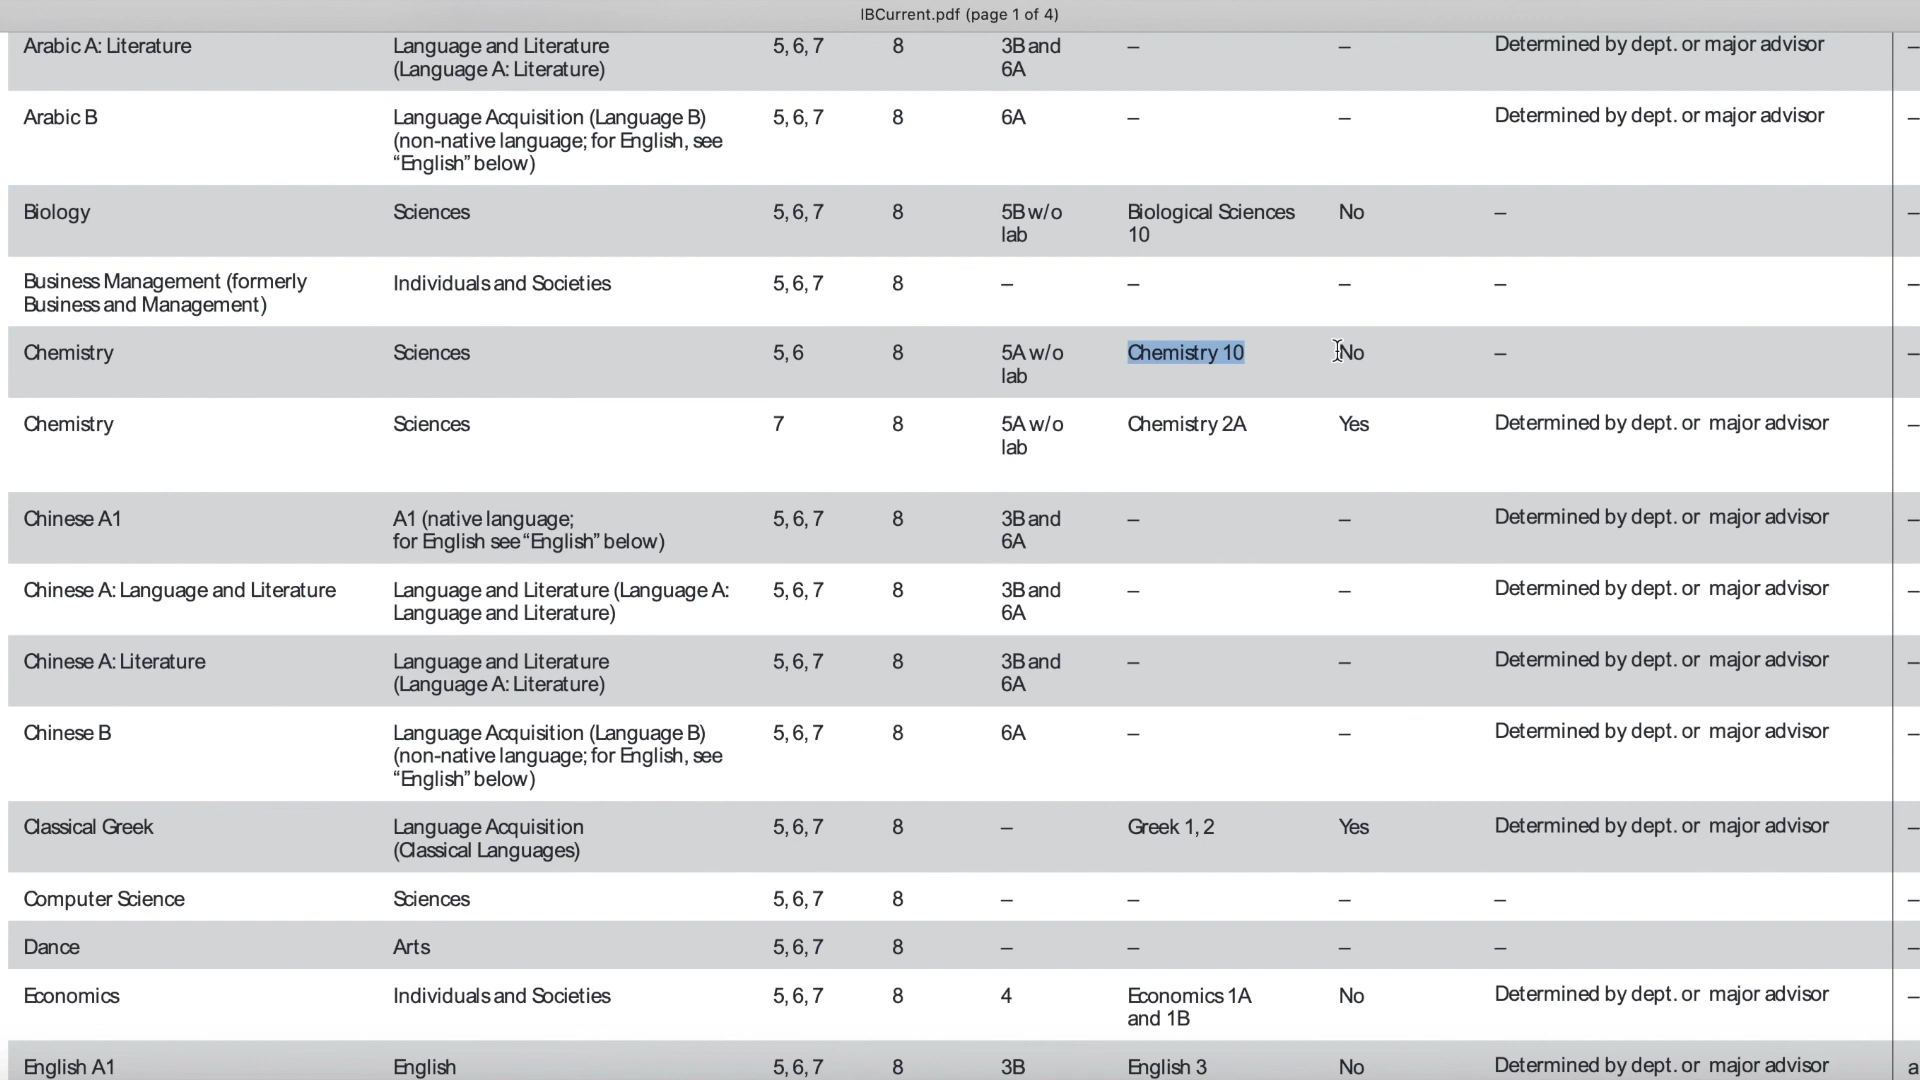 IBCurrent.pdf (page 1 of 4)
Arabic A: Literature Language and Literature 5, 6, 7 8 3B and – – Determined by dept. or major advisor –
(Language A: Literature) 6A
Arabic B Language Acquisition (Language B) 5, 6, 7 8 6A – – Determined by dept. or major advisor –
(non-native language; for English, see
“English” below)
Biology Sciences 5, 6, 7 8 5B w/o Biological Sciences No – –
lab 10
Business Management (formerly Individuals and Societies 5, 6, 7 8 – – – – –
Business and Management)
Chemistry Sciences 5, 6 8 5A w/o Chemistry 10 No – –
lab
Chemistry Sciences 7 8 5A w/o Chemistry 2A Yes Determined by dept. or major advisor –
lab
Chinese A1 A1 (native language; 5, 6, 7 8 3B and – – Determined by dept. or major advisor –
for English see “English” below) 6A
Chinese A: Language and Literature Language and Literature (Language A: 5, 6, 7 8 3B and – – Determined by dept. or major advisor –
Language and Literature) 6A
Chinese A: Literature Language and Literature 5, 6, 7 8 3B and – – Determined by dept. or major advisor –
(Language A: Literature) 6A
Chinese B Language Acquisition (Language B) 5, 6, 7 8 6A – – Determined by dept. or major advisor –
(non-native language; for English, see
“English” below)
Classical Greek Language Acquisition 5, 6, 7 8 – Greek 1, 2 Yes Determined by dept. or major advisor –
(Classical Languages)
Computer Science Sciences 5, 6, 7 8 – – – – –
Dance Arts 5, 6, 7 8 – – – – –
Economics Individuals and Societies 5, 6, 7 8 4 Economics 1A No Determined by dept. or major advisor –
and 1B
English A1 English 5, 6, 7 8 3B English 3 No Determined by dept. or major advisor a